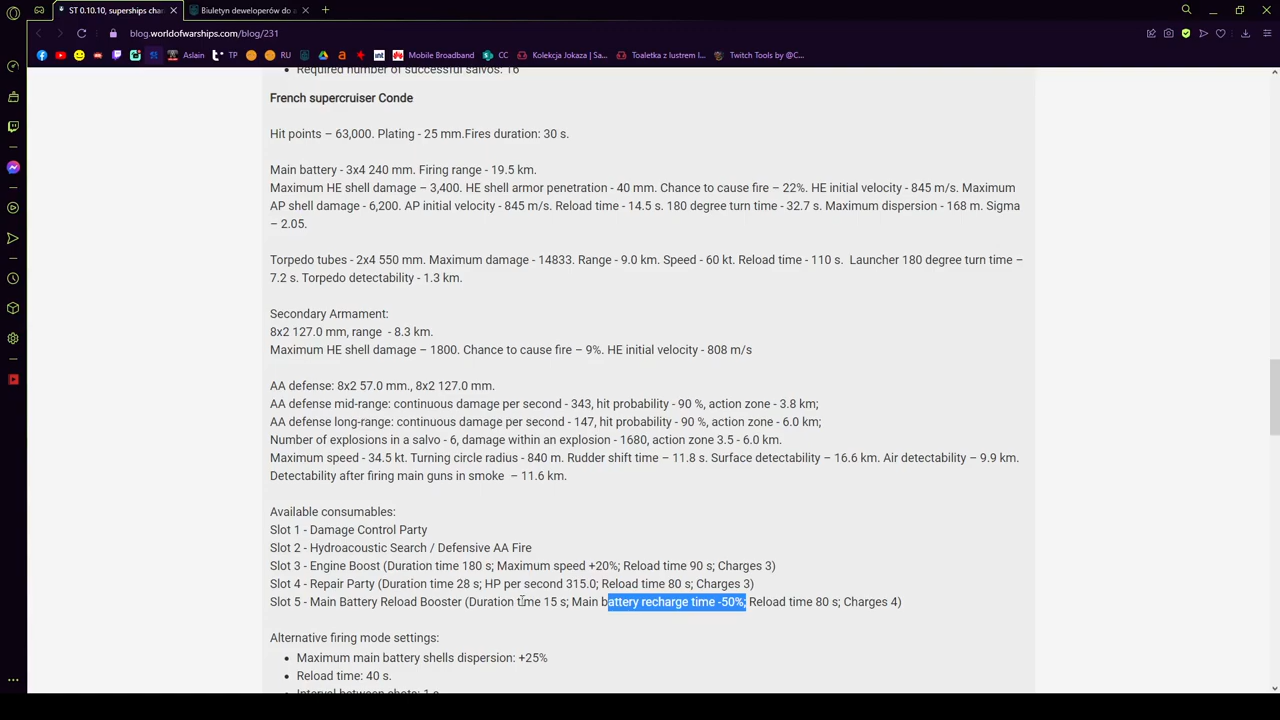 ST 0.10.10, superships cha
Biuletyn deweloperów do a
blog.worldofwarships.com/blog/231
Aslain
TP
RU
int
Mobile Broadband
CC
Kolekcja Jokaza | Sa...
Toaletka z lustrem I...
Twitch Tools by @C...
Required number of successful salvos: 16
French supercruiser Conde
Hit points – 63,000. Plating - 25 mm.Fires duration: 30 s.
Main battery - 3x4 240 mm. Firing range - 19.5 km.
Maximum HE shell damage – 3,400. HE shell armor penetration - 40 mm. Chance to cause fire – 22%. HE initial velocity - 845 m/s. Maximum
AP shell damage - 6,200. AP initial velocity - 845 m/s. Reload time - 14.5 s. 180 degree turn time - 32.7 s. Maximum dispersion - 168 m. Sigma
– 2.05.
Torpedo tubes - 2x4 550 mm. Maximum damage - 14833. Range - 9.0 km. Speed - 60 kt. Reload time - 110 s.  Launcher 180 degree turn time –
7.2 s. Torpedo detectability - 1.3 km.
Secondary Armament:
8x2 127.0 mm, range  - 8.3 km.
Maximum HE shell damage – 1800. Chance to cause fire – 9%. HE initial velocity - 808 m/s
AA defense: 8x2 57.0 mm., 8x2 127.0 mm.
AA defense mid-range: continuous damage per second - 343, hit probability - 90 %, action zone - 3.8 km;
AA defense long-range: continuous damage per second - 147, hit probability - 90 %, action zone - 6.0 km;
Number of explosions in a salvo - 6, damage within an explosion - 1680, action zone 3.5 - 6.0 km.
Maximum speed - 34.5 kt. Turning circle radius - 840 m. Rudder shift time – 11.8 s. Surface detectability – 16.6 km. Air detectability – 9.9 km.
Detectability after firing main guns in smoke  – 11.6 km.
Available consumables:
Slot 1 - Damage Control Party
Slot 2 - Hydroacoustic Search / Defensive AA Fire
Slot 3 - Engine Boost (Duration time 180 s; Maximum speed +20%; Reload time 90 s; Charges 3)
Slot 4 - Repair Party (Duration time 28 s; HP per second 315.0; Reload time 80 s; Charges 3)
Slot 5 - Main Battery Reload Booster (Duration time 15 s; Main battery recharge time -50%; Reload time 80 s; Charges 4)
Alternative firing mode settings:
Maximum main battery shells dispersion: +25%
Reload time: 40 s.
Interval between shots: 1 s